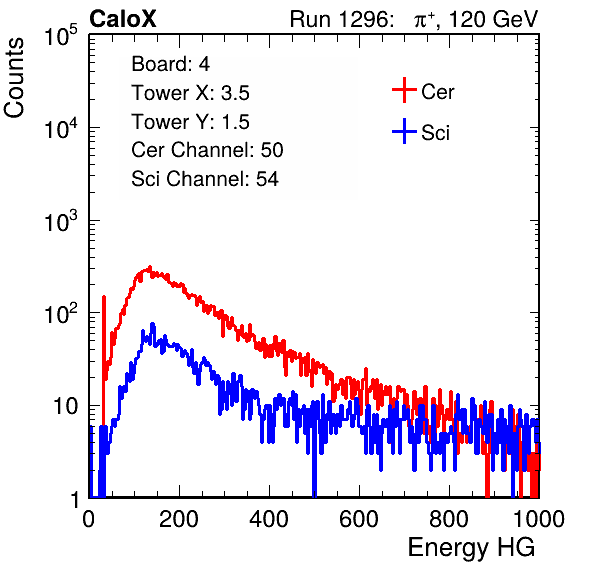 CaloX Run 1296: π⁺, 120 GeV
Counts
10⁵
10⁴
10³
10²
10
1
Board: 4
Tower X: 3.5
Tower Y: 1.5
Cer Channel: 50
Sci Channel: 54
Cer
Sci
0 200 400 600 800 1000
Energy HG